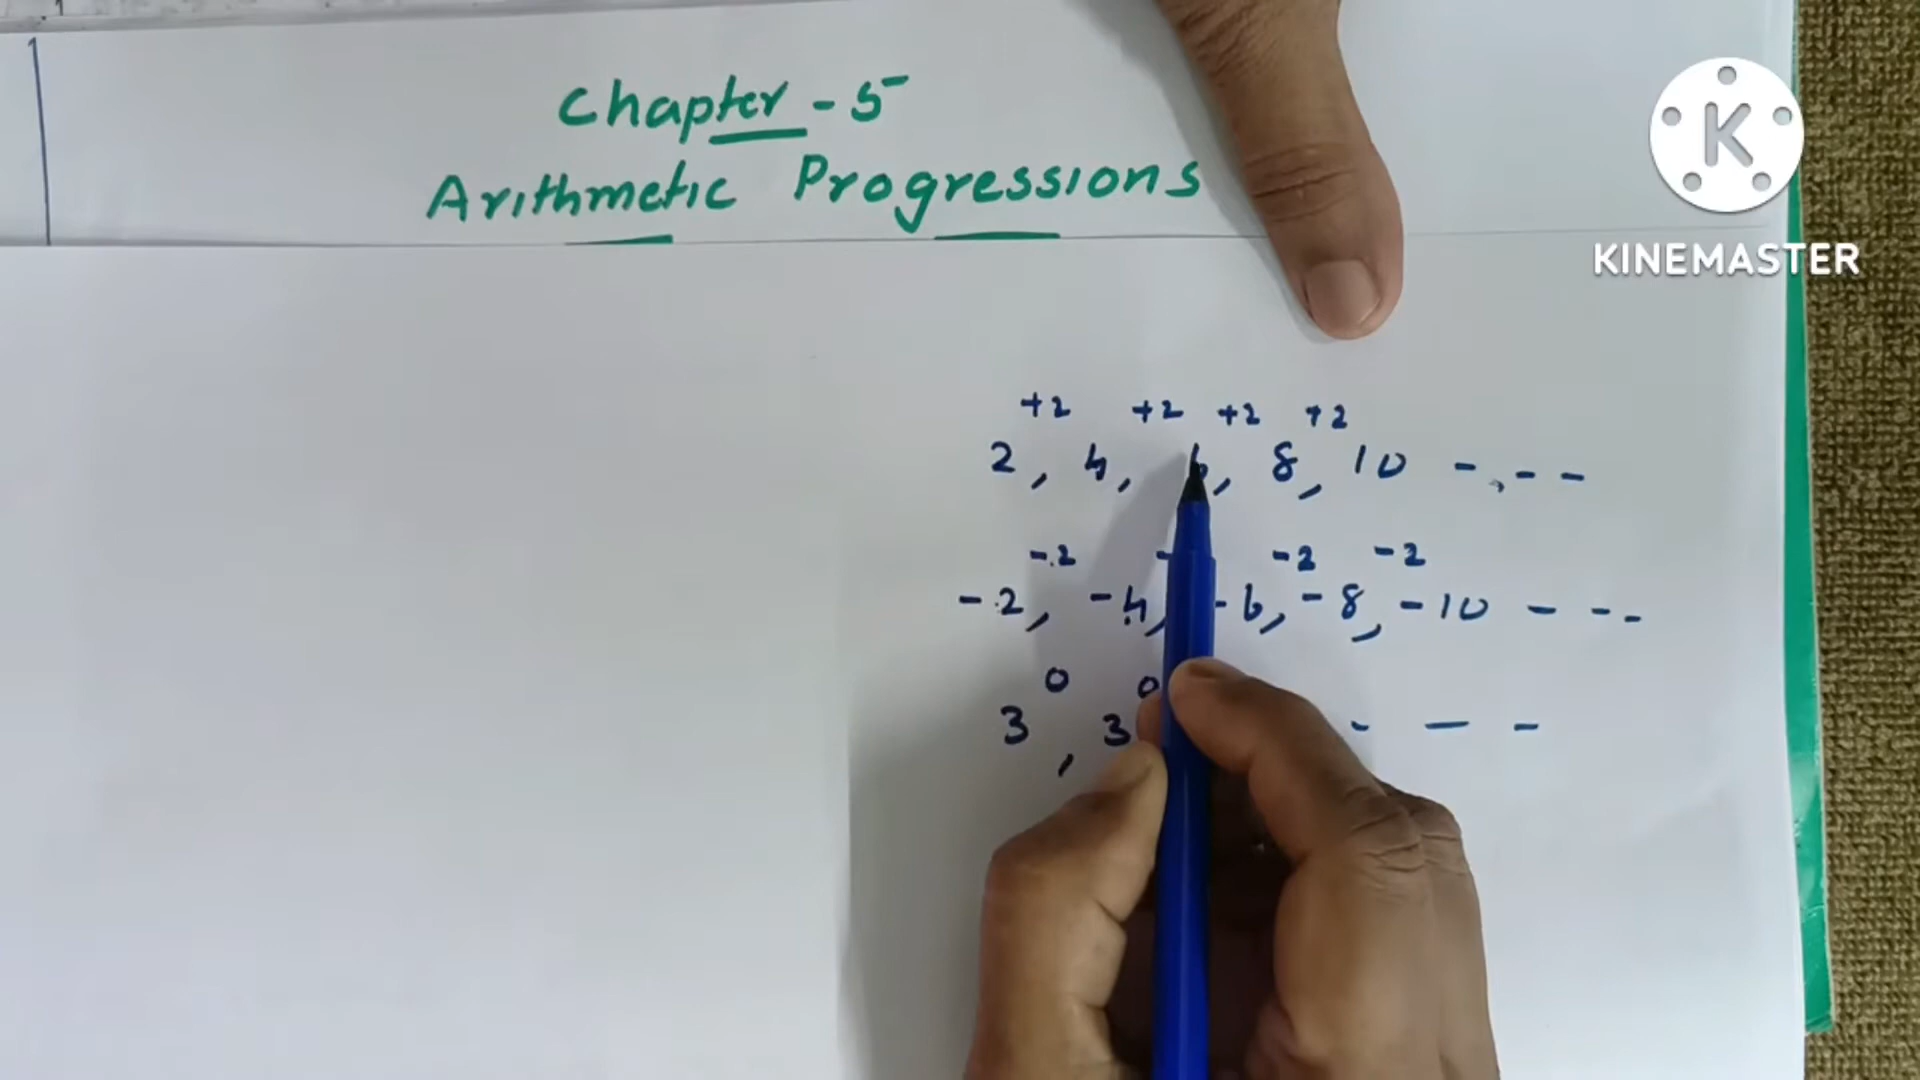 Chapter - 5
Arithmetic Progressions
K
KINEMASTER
+2 +2 +2 +2
2, 4, 6, 8, 10 - - -
-2 - -2 -2
-2, -4, -6, -8, -10 - - -
0 0
3, 3 - - -